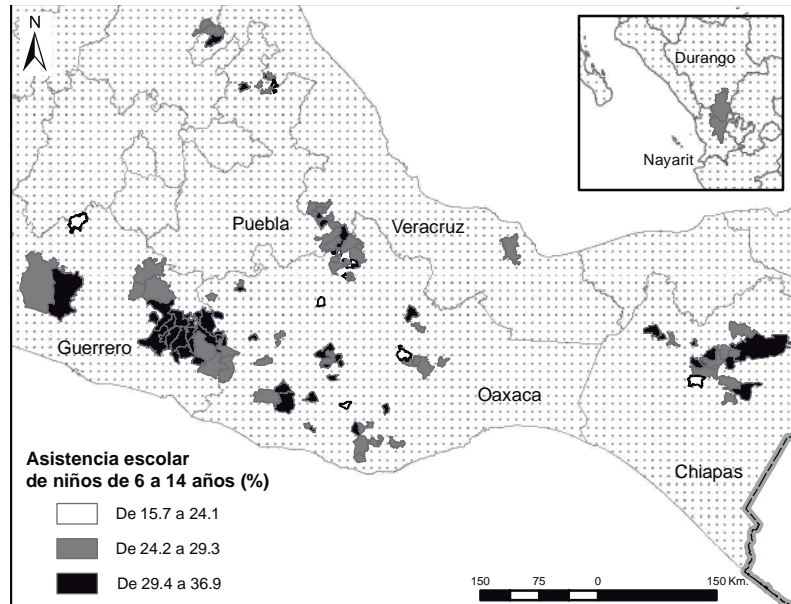 N
Durango
Nayarit
Puebla
Veracruz
Guerrero
Oaxaca
Chiapas
Asistencia escolar
de niños de 6 a 14 años (%)
De 15.7 a 24.1
De 24.2 a 29.3
De 29.4 a 36.9
150 75 0 150 Km.